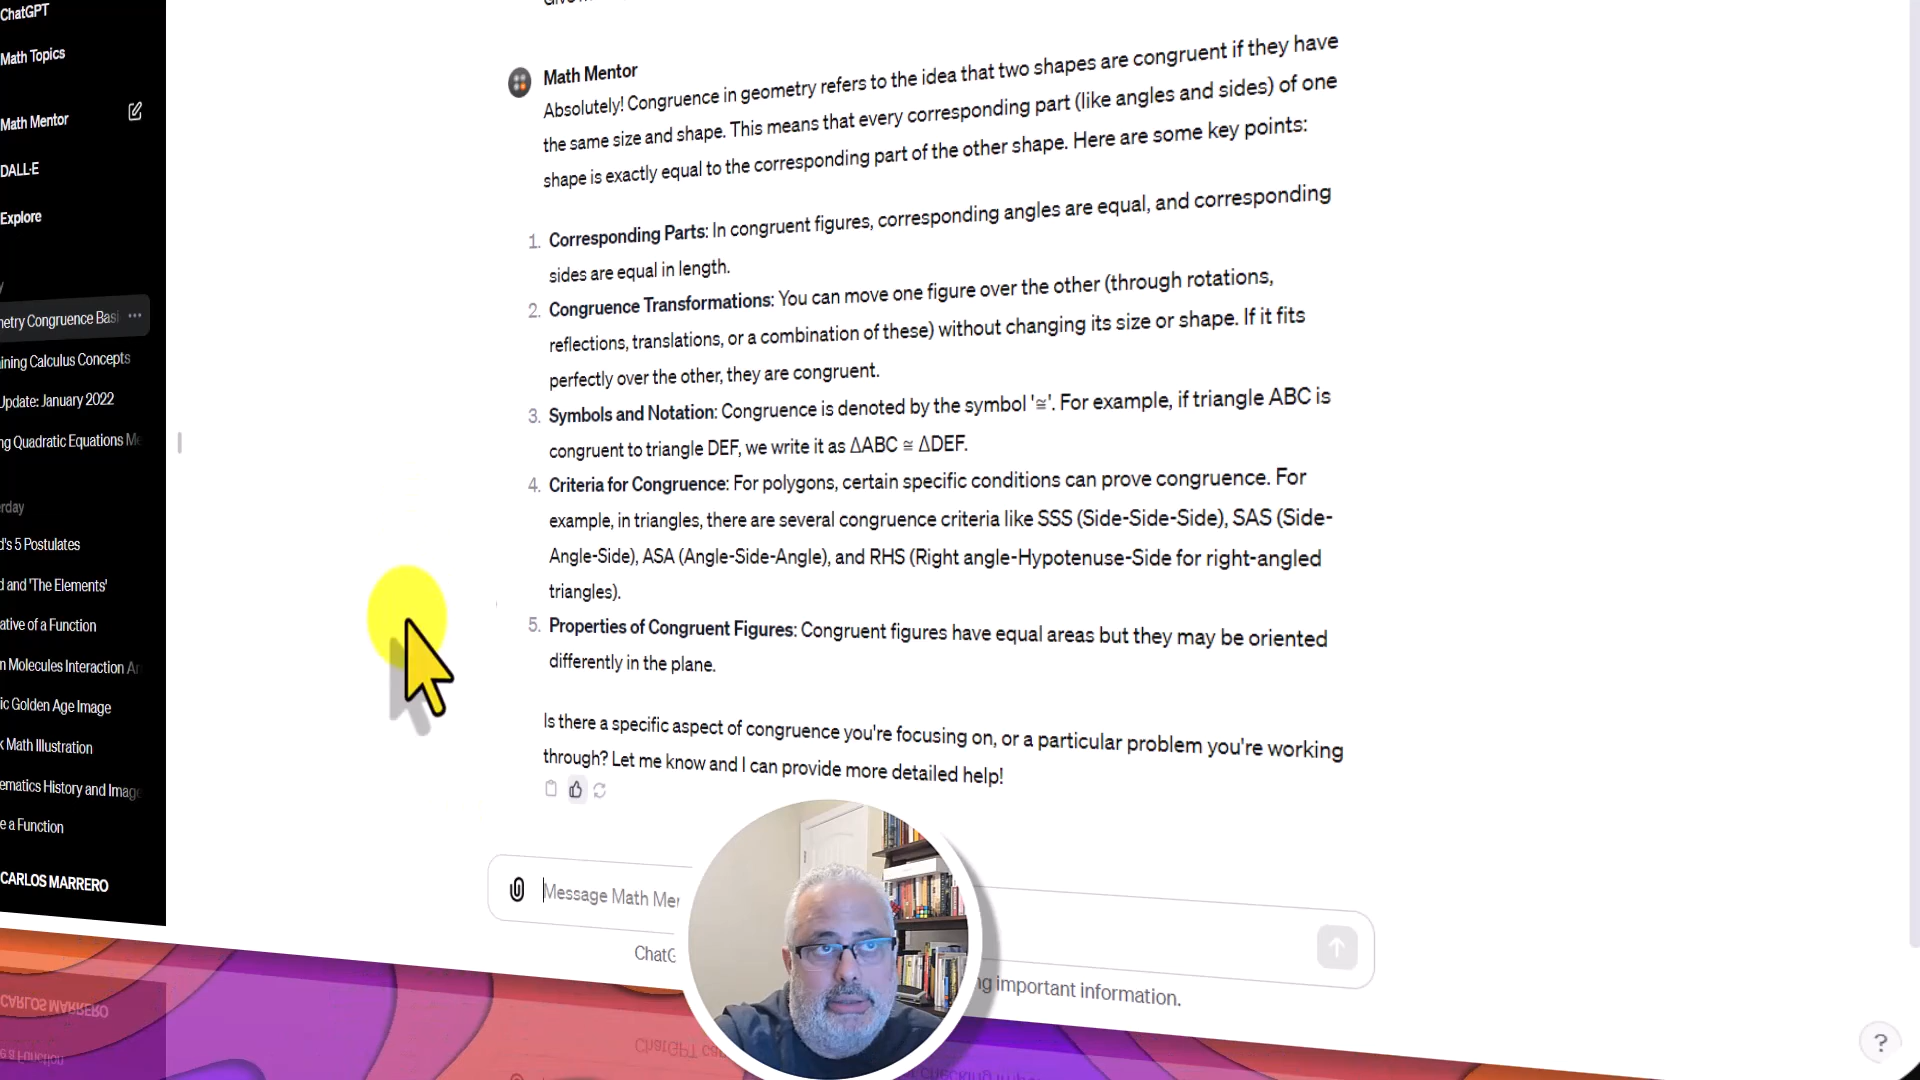 ChatGPT
Math Topics
Math Mentor
DALL·E
Explore
netry Congruence Basi
ining Calculus Concepts
Update: January 2022
ng Quadratic Equations Me
erday
d's 5 Postulates
d and 'The Elements'
ative of a Function
n Molecules Interaction An
ic Golden Age Image
k Math Illustration
ematics History and Image
e a Function
CARLOS MARRERO
Math Mentor
Absolutely! Congruence in geometry refers to the idea that two shapes are congruent if they have
the same size and shape. This means that every corresponding part (like angles and sides) of one
shape is exactly equal to the corresponding part of the other shape. Here are some key points:
1. Corresponding Parts: In congruent figures, corresponding angles are equal, and corresponding
sides are equal in length.
2. Congruence Transformations: You can move one figure over the other (through rotations,
reflections, translations, or a combination of these) without changing its size or shape. If it fits
perfectly over the other, they are congruent.
3. Symbols and Notation: Congruence is denoted by the symbol '≅'. For example, if triangle ABC is
congruent to triangle DEF, we write it as ΔABC ≅ ΔDEF.
4. Criteria for Congruence: For polygons, certain specific conditions can prove congruence. For
example, in triangles, there are several congruence criteria like SSS (Side-Side-Side), SAS (Side-
Angle-Side), ASA (Angle-Side-Angle), and RHS (Right angle-Hypotenuse-Side for right-angled
triangles).
5. Properties of Congruent Figures: Congruent figures have equal areas but they may be oriented
differently in the plane.
Is there a specific aspect of congruence you're focusing on, or a particular problem you're working
through? Let me know and I can provide more detailed help!
Message Math Me
ChatG
ng important information.
?